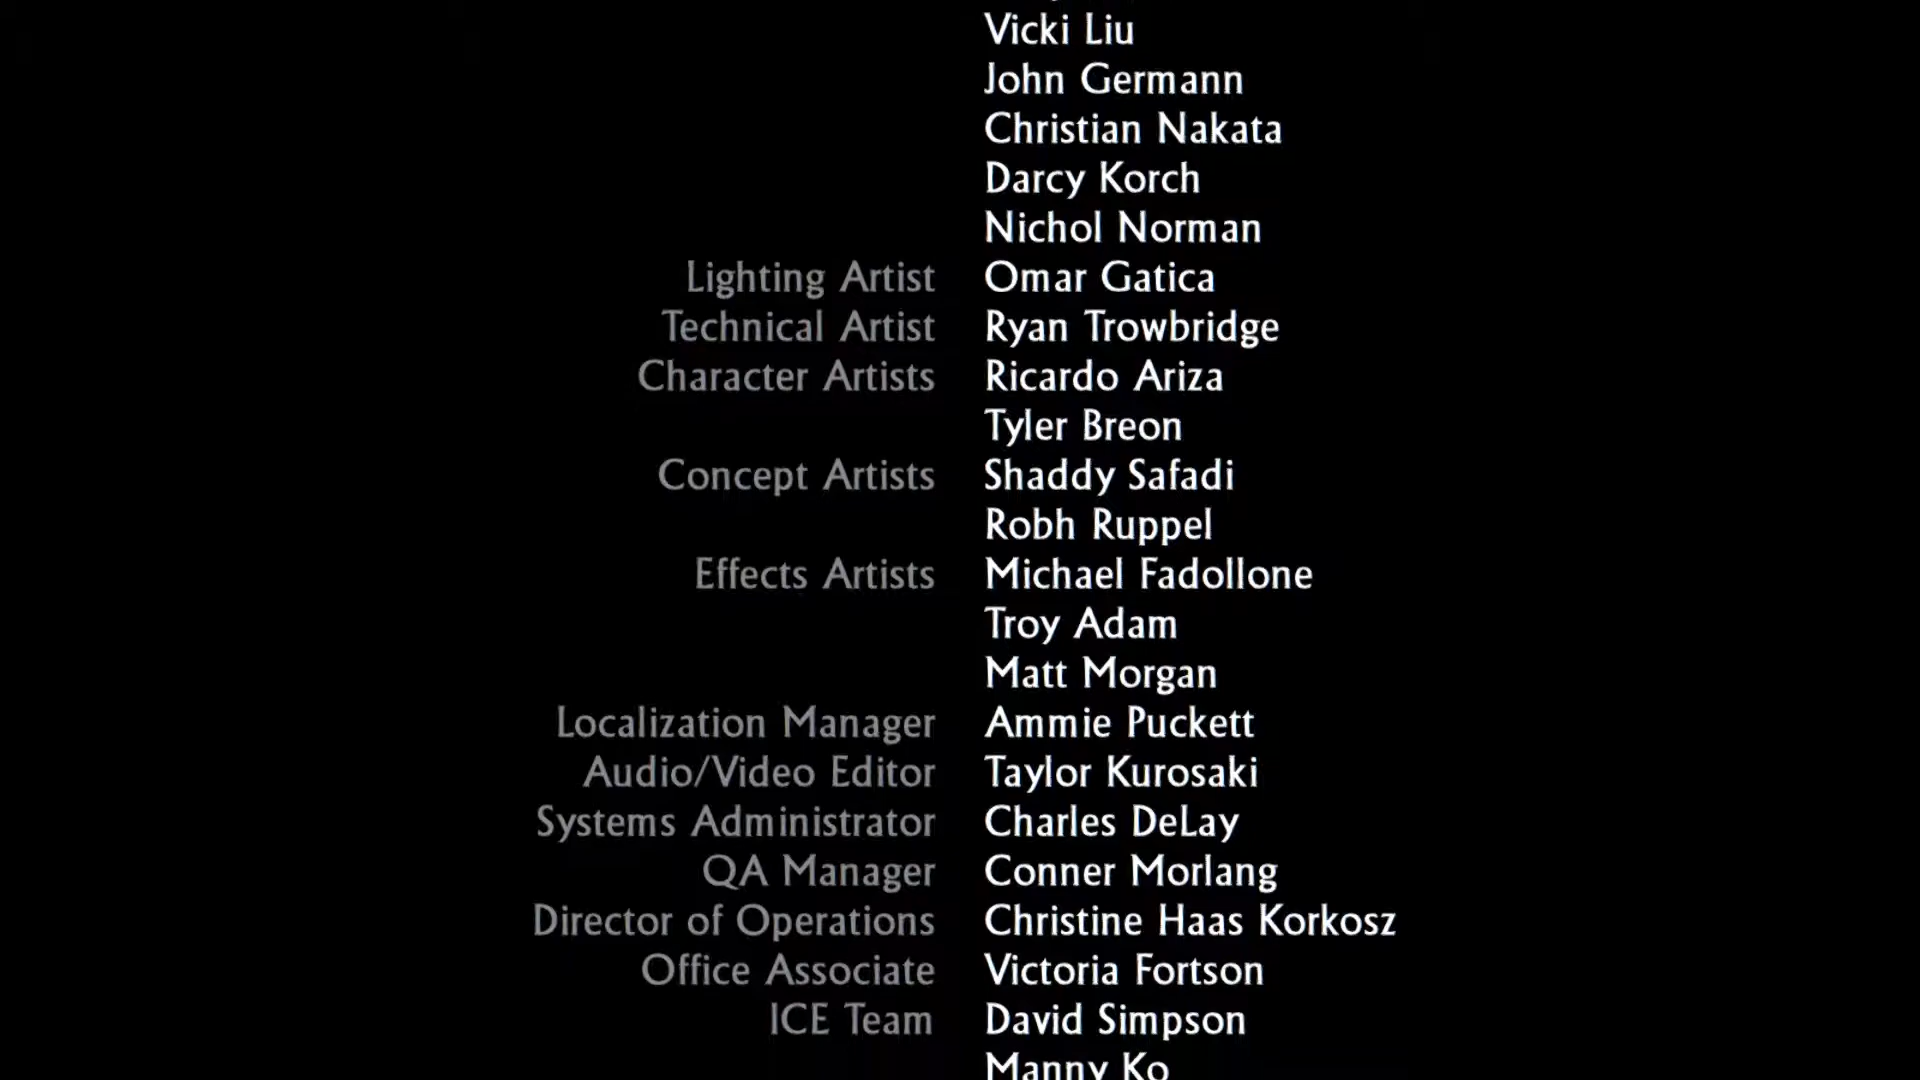 Vicki Liu
John Germann
Christian Nakata
Darcy Korch
Nichol Norman
Lighting Artist Omar Gatica
Technical Artist Ryan Trowbridge
Character Artists Ricardo Ariza
Tyler Breon
Concept Artists Shaddy Safadi
Robh Ruppel
Effects Artists Michael Fadollone
Troy Adam
Matt Morgan
Localization Manager Ammie Puckett
Audio/Video Editor Taylor Kurosaki
Systems Administrator Charles DeLay
QA Manager Conner Morlang
Director of Operations Christine Haas Korkosz
Office Associate Victoria Fortson
ICE Team David Simpson
Manny Ko